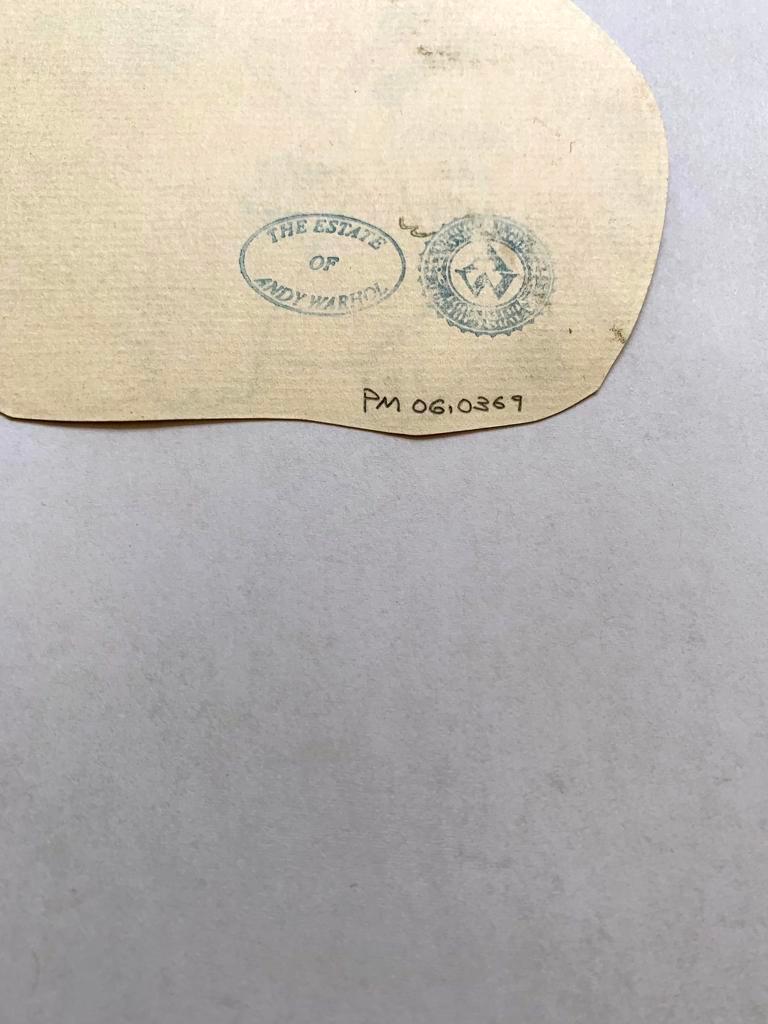 THE ESTATE
OF
ANDY WARHOL
PM 06.0369